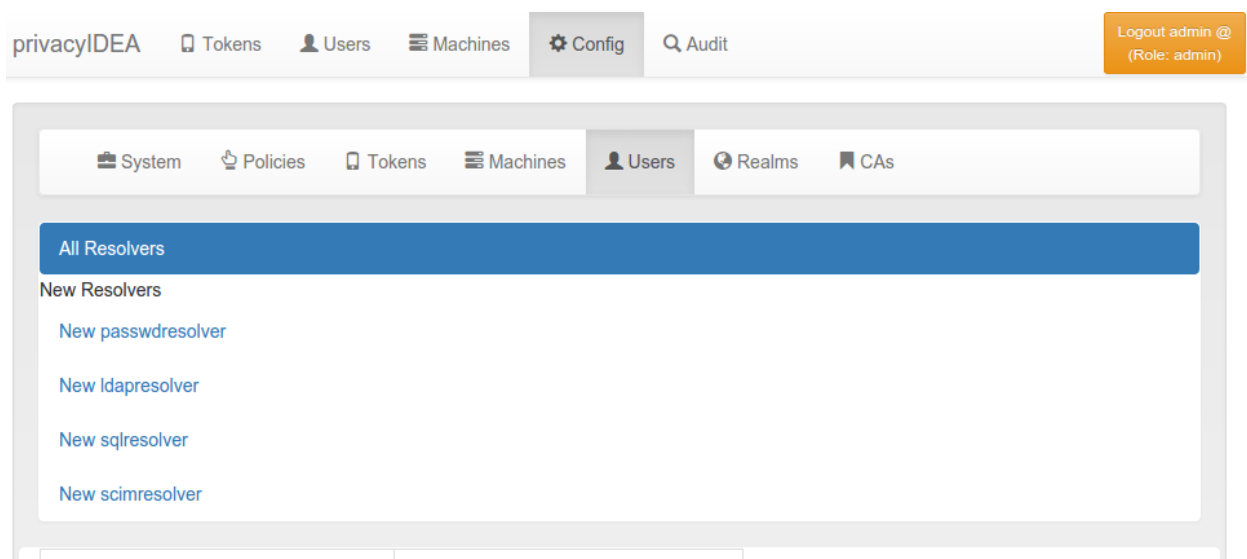 privacyIDEA Tokens Users Machines Config Audit Logout admin @
(Role: admin)
System Policies Tokens Machines Users Realms CAs
All Resolvers
New Resolvers
New passwdresolver
New ldapresolver
New sqlresolver
New scimresolver